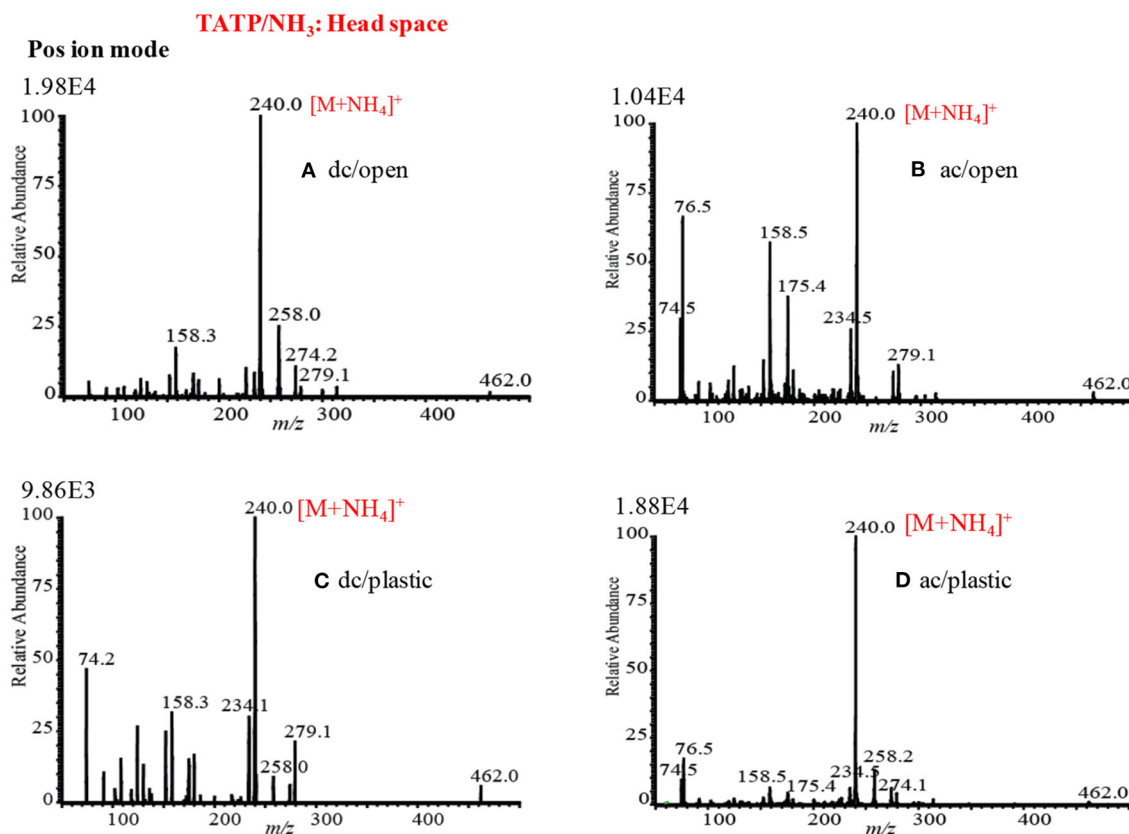 TATP/NH₃: Head space
Pos ion mode
1.98E4
100
75
50
25
0
Relative Abundance
240.0 [M+NH₄]⁺
A dc/open
158.3
258.0
274.2
279.1
462.0
100 200 300 400
m/z
1.04E4
100
75
50
25
0
Relative Abundance
240.0 [M+NH₄]⁺
B ac/open
76.5
158.5
175.4
74.5
234.5
279.1
462.0
100 200 300 400
m/z
9.86E3
100
75
50
25
0
Relative Abundance
240.0 [M+NH₄]⁺
C dc/plastic
74.2
158.3
234.1
279.1
258.0
462.0
100 200 300 400
m/z
1.88E4
100
75
50
25
0
Relative Abundance
240.0 [M+NH₄]⁺
D ac/plastic
76.5
74.5
158.5
175.4
234.5
258.2
274.1
462.0
100 200 300 400
m/z